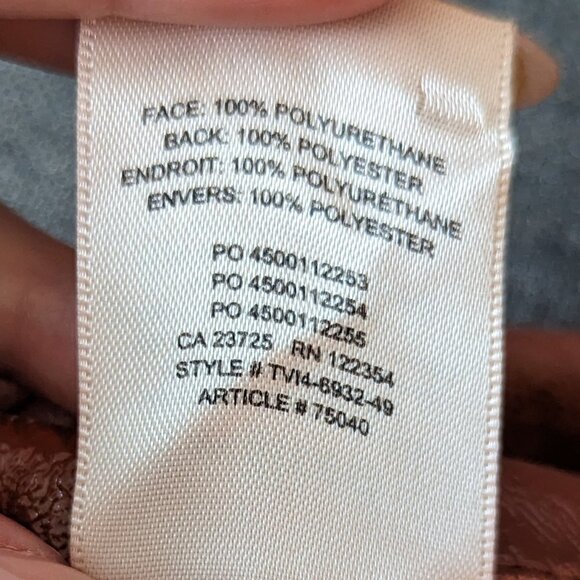 FACE: 100% POLYURETHANE
BACK: 100% POLYESTER
ENDROIT: 100% POLYURETHANE
ENVERS: 100% POLYESTER
PO 4500112253
PO 4500112254
PO 4500112255
CA 23725 RN 122354
STYLE # TVI4-6932-49
ARTICLE # 75040